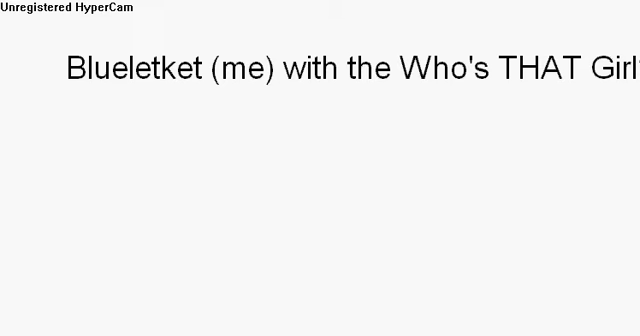 Unregistered HyperCam
Blueletket (me) with the Who's THAT Girl